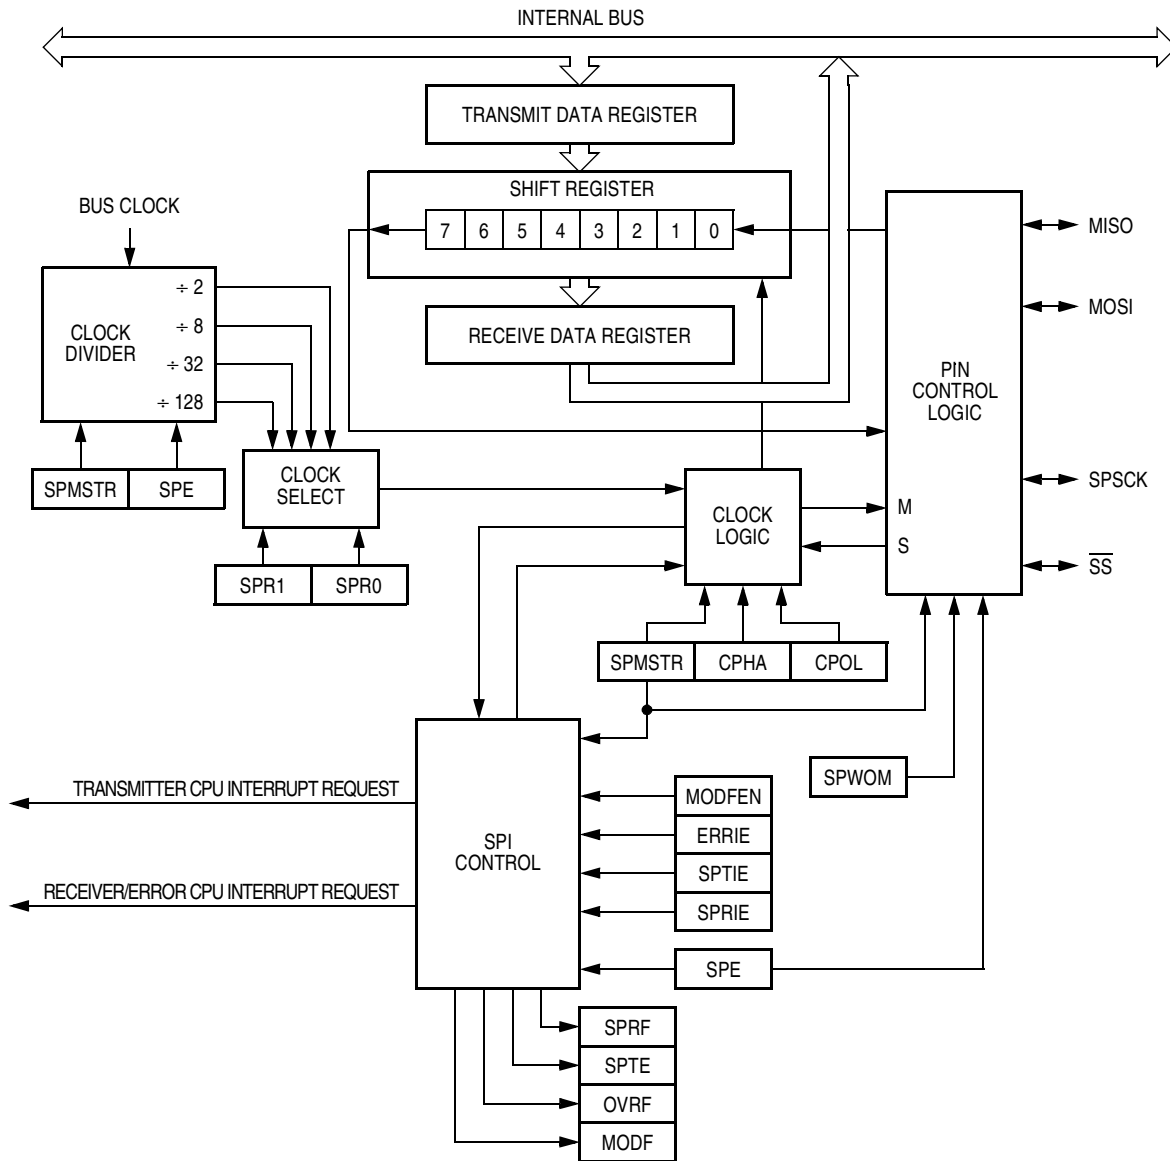 INTERNAL BUS
TRANSMIT DATA REGISTER
SHIFT REGISTER
7 6 5 4 3 2 1 0
RECEIVE DATA REGISTER
BUS CLOCK
CLOCK
DIVIDER
÷ 2
÷ 8
÷ 32
÷ 128
SPMSTR SPE
CLOCK
SELECT
SPR1 SPR0
CLOCK
LOGIC
PIN
CONTROL
LOGIC
M
S
MISO
MOSI
SPSCK
S̅S̅
SPMSTR CPHA CPOL
SPWOM
TRANSMITTER CPU INTERRUPT REQUEST
RECEIVER/ERROR CPU INTERRUPT REQUEST
SPI
CONTROL
MODFEN
ERRIE
SPTIE
SPRIE
SPE
SPRF
SPTE
OVRF
MODF